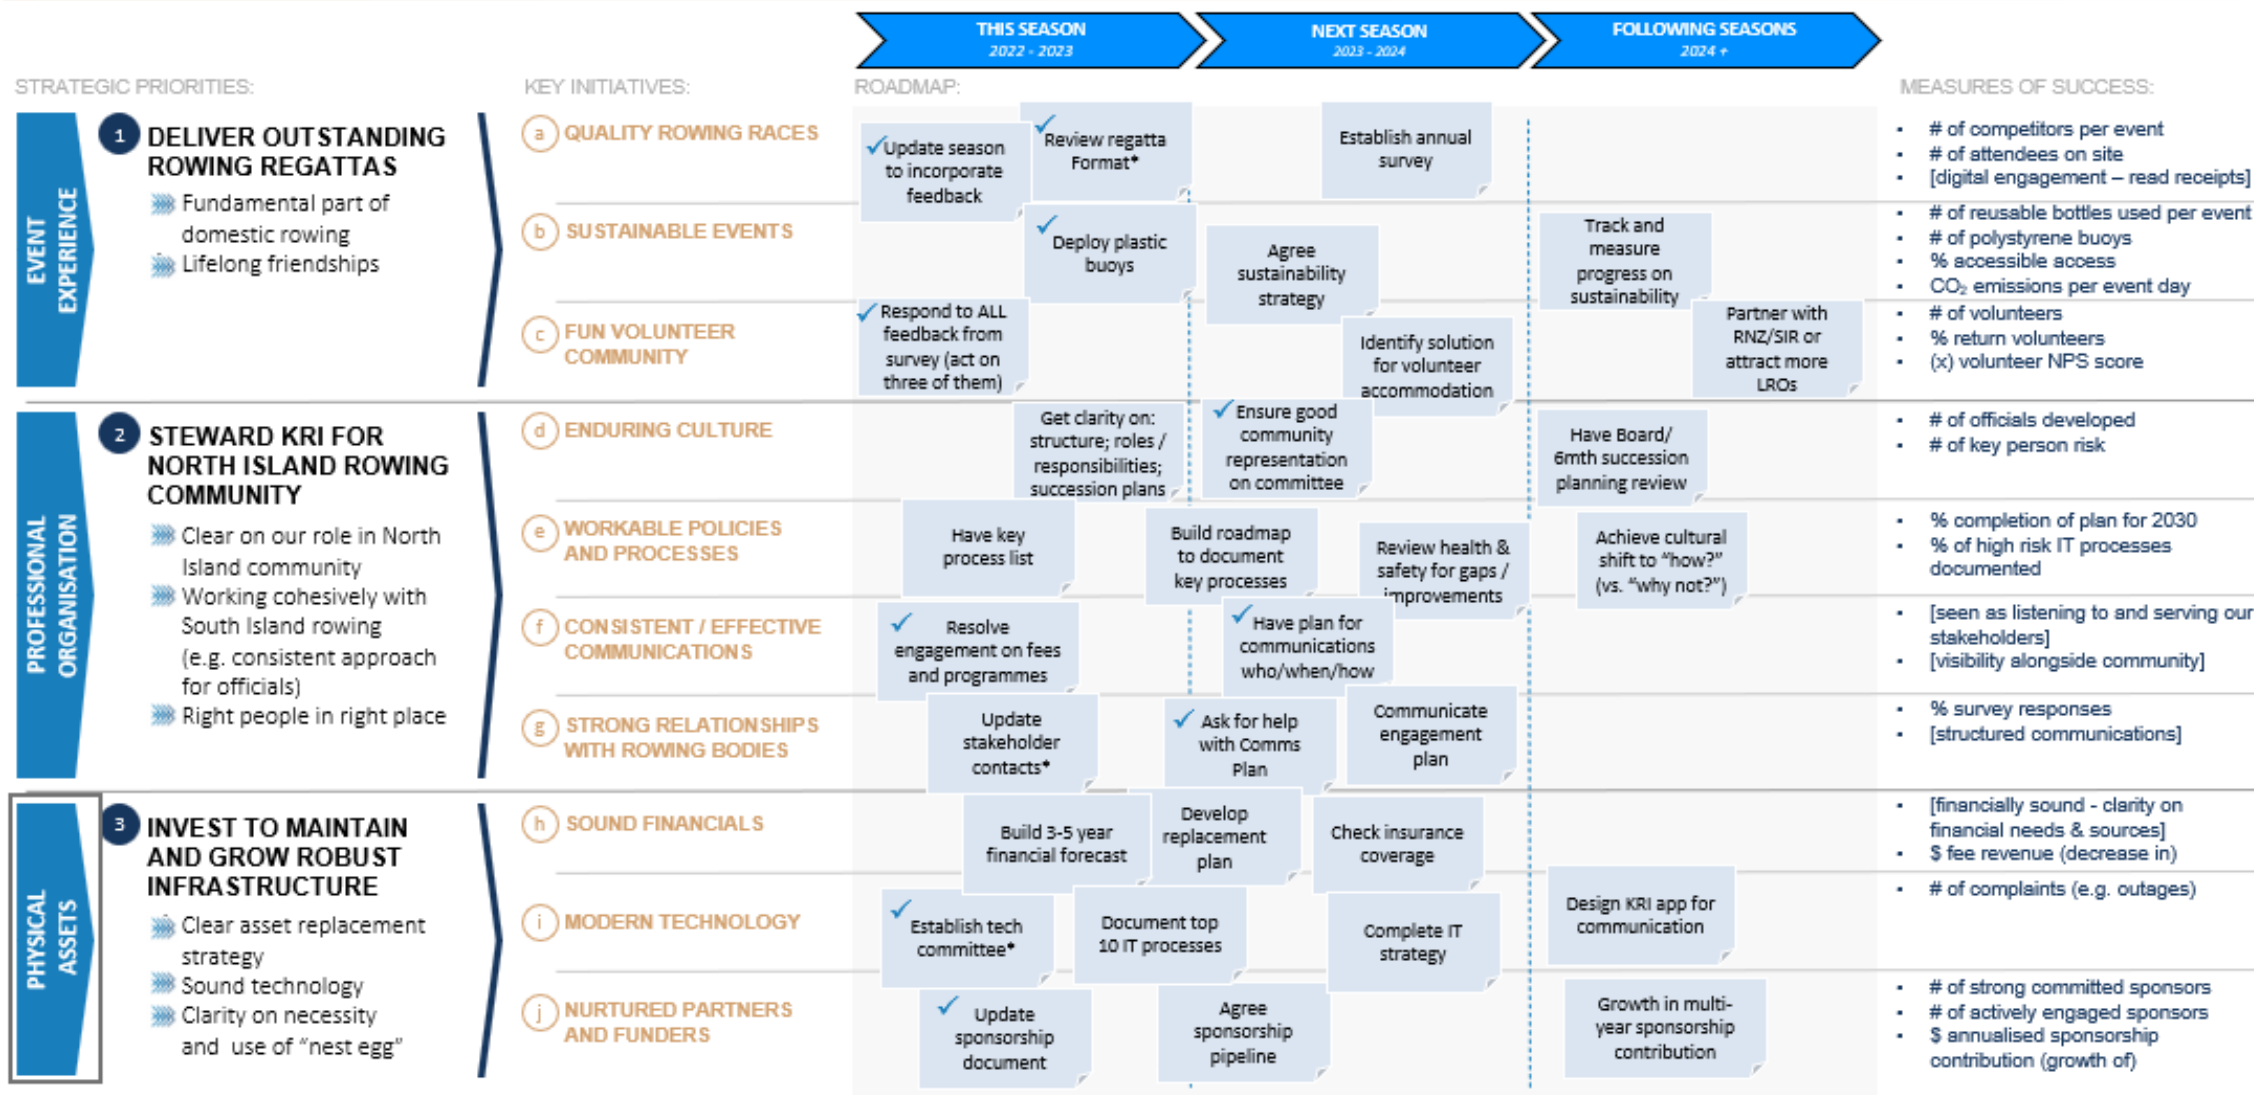 THIS SEASON
2022 - 2023
NEXT SEASON
2023 - 2024
FOLLOWING SEASONS
2024 +
STRATEGIC PRIORITIES:
KEY INITIATIVES:
ROADMAP:
MEASURES OF SUCCESS:
EVENT
EXPERIENCE
1
DELIVER OUTSTANDING
ROWING REGATTAS
Fundamental part of
domestic rowing
Lifelong friendships
a QUALITY ROWING RACES
✓Update season
to incorporate
feedback
✓
Review regatta
Format*
Establish annual
survey
▪ # of competitors per event
▪ # of attendees on site
▪ [digital engagement – read receipts]
b SUSTAINABLE EVENTS
✓
Deploy plastic
buoys
Agree
sustainability
strategy
Track and
measure
progress on
sustainability
▪ # of reusable bottles used per event
▪ # of polystyrene buoys
▪ % accessible access
CO₂ emissions per event day
c FUN VOLUNTEER
COMMUNITY
✓Respond to ALL
feedback from
survey (act on
three of them)
Identify solution
for volunteer
accommodation
Partner with
RNZ/SIR or
attract more
LROs
▪ # of volunteers
▪ % return volunteers
▪ (x) volunteer NPS score
PROFESSIONAL
ORGANISATION
2
STEWARD KRI FOR
NORTH ISLAND ROWING
COMMUNITY
Clear on our role in North
Island community
Working cohesively with
South Island rowing
(e.g. consistent approach
for officials)
Right people in right place
d ENDURING CULTURE
Get clarity on:
structure; roles /
responsibilities;
succession plans
✓Ensure good
community
representation
on committee
Have Board/
6mth succession
planning review
▪ # of officials developed
▪ # of key person risk
e WORKABLE POLICIES
AND PROCESSES
Have key
process list
Build roadmap
to document
key processes
Review health &
safety for gaps /
improvements
Achieve cultural
shift to “how?”
(vs. “why not?”)
▪ % completion of plan for 2030
▪ % of high risk IT processes
documented
f CONSISTENT / EFFECTIVE
COMMUNICATIONS
✓ Resolve
engagement on fees
and programmes
✓Have plan for
communications
who/when/how
▪ [seen as listening to and serving our
stakeholders]
▪ [visibility alongside community]
g STRONG RELATIONSHIPS
WITH ROWING BODIES
Update
stakeholder
contacts*
✓ Ask for help
with Comms
Plan
Communicate
engagement
plan
▪ % survey responses
▪ [structured communications]
PHYSICAL
ASSETS
3
INVEST TO MAINTAIN
AND GROW ROBUST
INFRASTRUCTURE
Clear asset replacement
strategy
Sound technology
Clarity on necessity
and use of “nest egg”
h SOUND FINANCIALS
Build 3-5 year
financial forecast
Develop
replacement
plan
Check insurance
coverage
▪ [financially sound - clarity on
financial needs & sources]
▪ $ fee revenue (decrease in)
i MODERN TECHNOLOGY
✓
Establish tech
committee*
Document top
10 IT processes
Complete IT
strategy
Design KRI app for
communication
▪ # of complaints (e.g. outages)
j NURTURED PARTNERS
AND FUNDERS
✓ Update
sponsorship
document
Agree
sponsorship
pipeline
Growth in multi-
year sponsorship
contribution
▪ # of strong committed sponsors
▪ # of actively engaged sponsors
▪ $ annualised sponsorship
contribution (growth of)